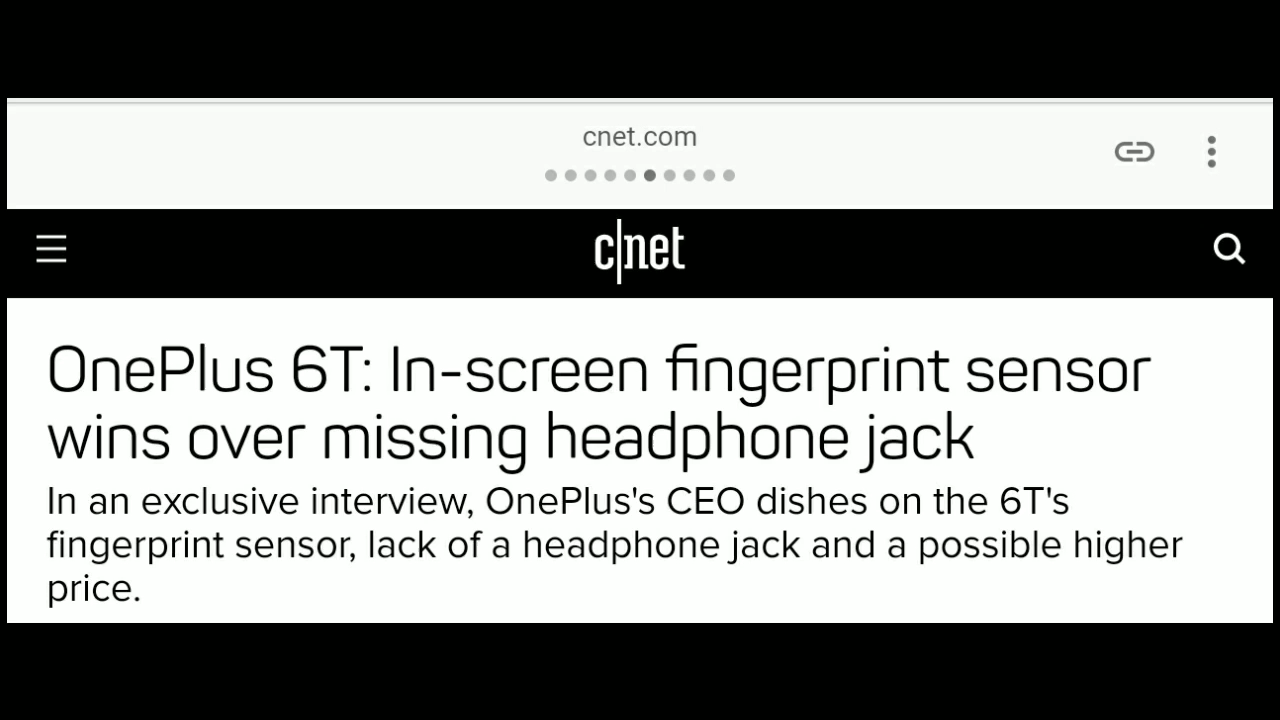 cnet.com
c|net
OnePlus 6T: In-screen fingerprint sensor
wins over missing headphone jack
In an exclusive interview, OnePlus's CEO dishes on the 6T's
fingerprint sensor, lack of a headphone jack and a possible higher
price.